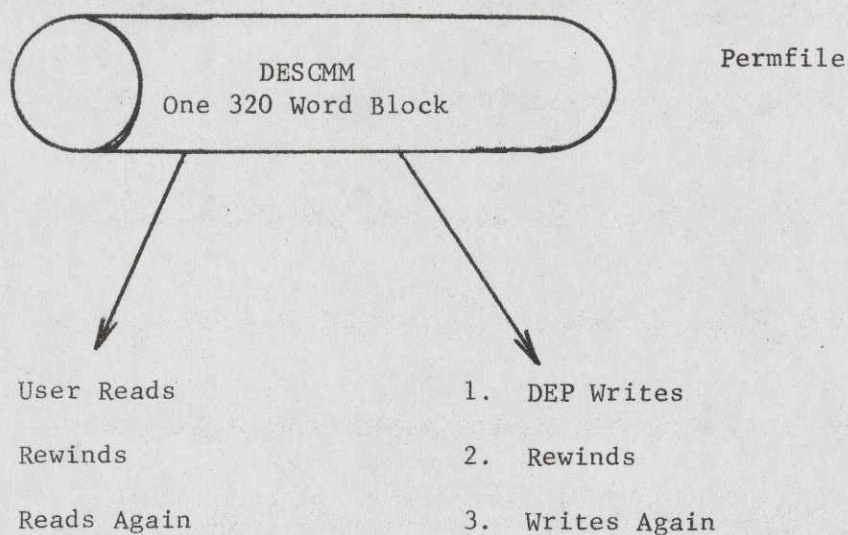 DESCMM
One 320 Word Block
Permfile
User Reads
Rewinds
Reads Again
1. DEP Writes
2. Rewinds
3. Writes Again